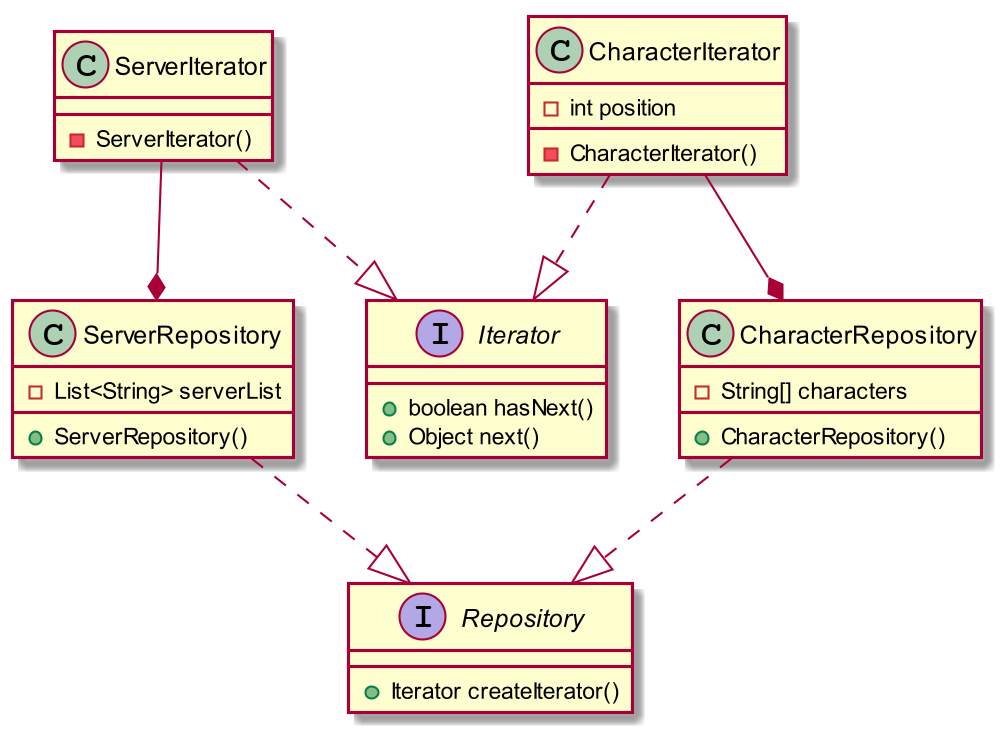 C ServerIterator
ServerIterator()
C CharacterIterator
int position
CharacterIterator()
C ServerRepository
List<String> serverList
ServerRepository()
I Iterator
boolean hasNext()
Object next()
C CharacterRepository
String[] characters
CharacterRepository()
I Repository
Iterator createIterator()